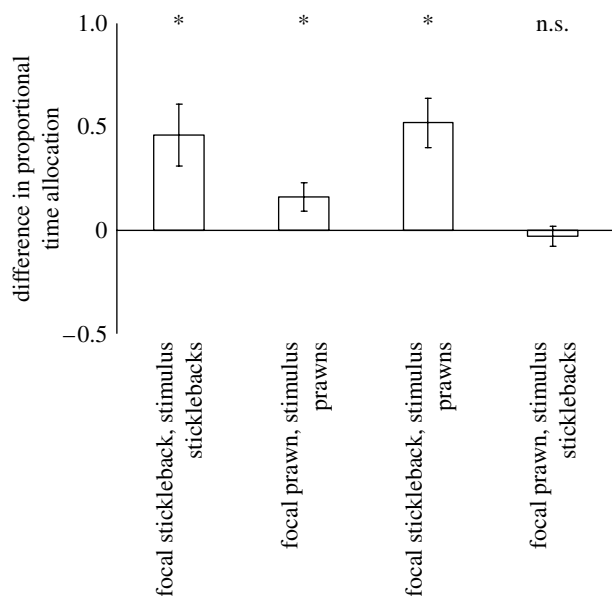 1.0
*
*
*
n.s.
0.5
0
−0.5
difference in proportional
time allocation
focal stickleback, stimulus
sticklebacks
focal prawn, stimulus
prawns
focal stickleback, stimulus
prawns
focal prawn, stimulus
sticklebacks